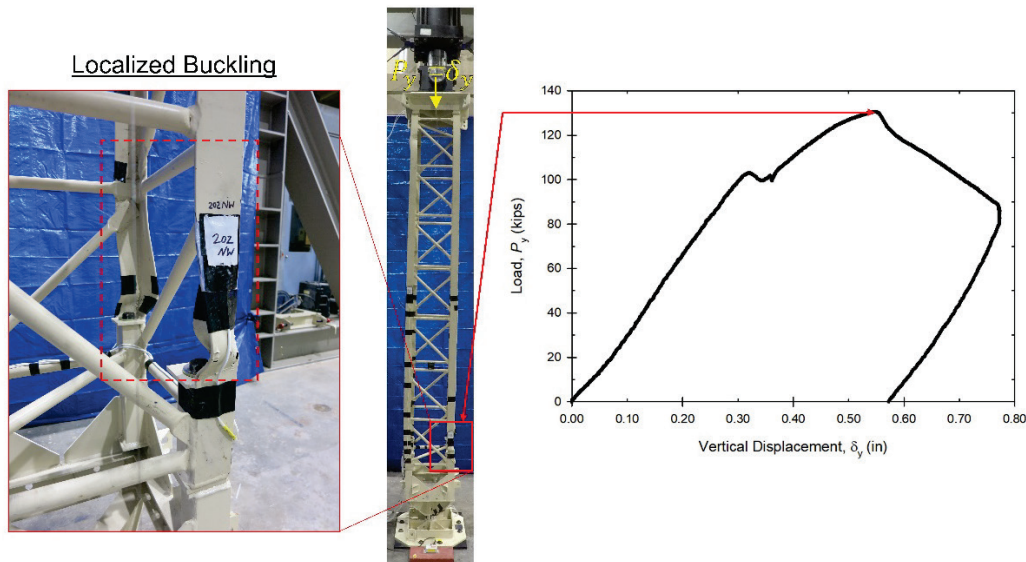 Localized Buckling
202 NW
202
NW
Py
δy
140
120
100
80
60
40
20
0
Load, Py (kips)
0.00
0.10
0.20
0.30
0.40
0.50
0.60
0.70
0.80
Vertical Displacement, δy (in)